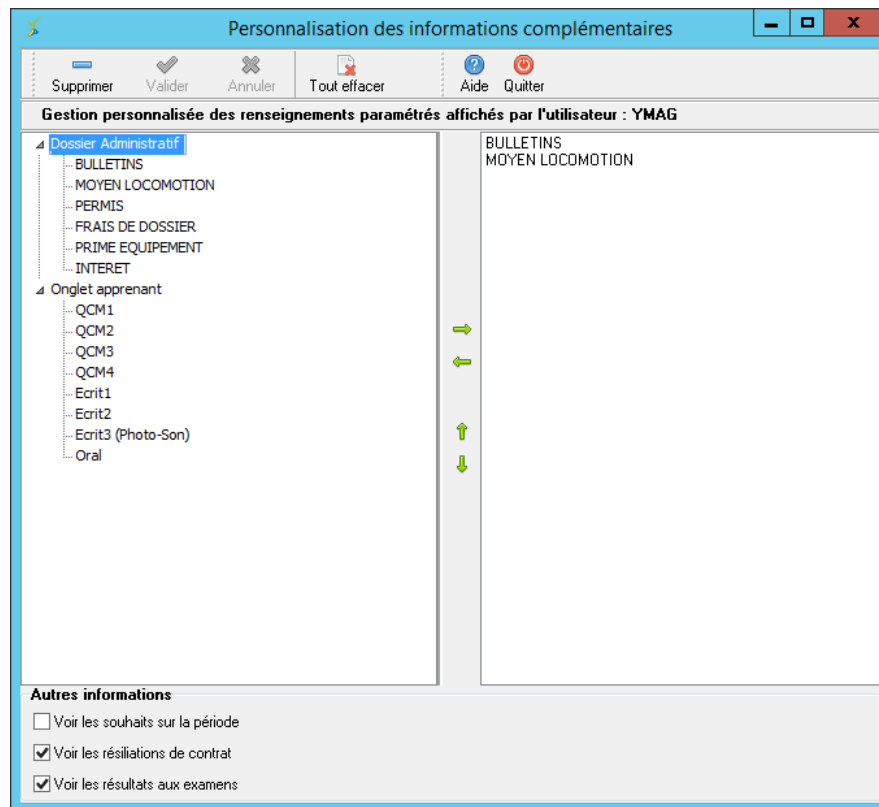 Personnalisation des informations complémentaires
Supprimer Valider Annuler Tout effacer Aide Quitter
Gestion personnalisée des renseignements paramétrés affichés par l'utilisateur : YMAG
Dossier Administratif
BULLETINS
MOYEN LOCOMOTION
PERMIS
FRAIS DE DOSSIER
PRIME EQUIPEMENT
INTERET
Onglet apprenant
QCM1
QCM2
QCM3
QCM4
Ecrit1
Ecrit2
Ecrit3 (Photo-Son)
Oral
BULLETINS
MOYEN LOCOMOTION
Autres informations
Voir les souhaits sur la période
Voir les résiliations de contrat
Voir les résultats aux examens